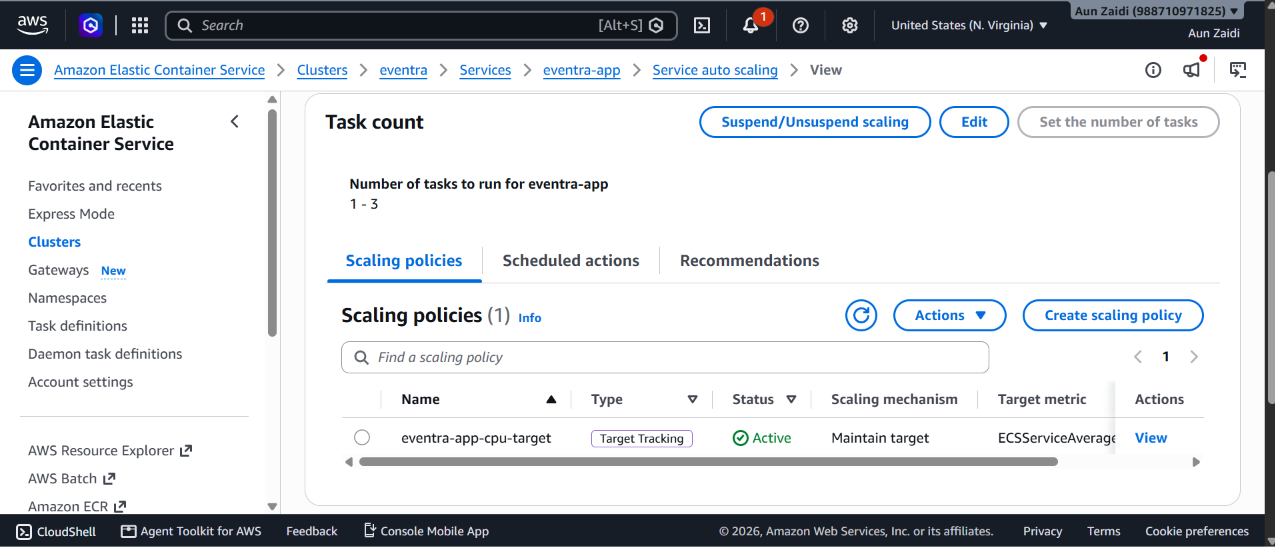 aws
Search [Alt+S]
1
United States (N. Virginia) ▼
Aun Zaidi (988710971825) ▼
Aun Zaidi
Amazon Elastic Container Service > Clusters > eventra > Services > eventra-app > Service auto scaling > View
Amazon Elastic
Container Service
Favorites and recents
Express Mode
Clusters
Gateways New
Namespaces
Task definitions
Daemon task definitions
Account settings
AWS Resource Explorer
AWS Batch
Amazon ECR
Task count
Suspend/Unsuspend scaling
Edit
Set the number of tasks
Number of tasks to run for eventra-app
1 - 3
Scaling policies
Scheduled actions
Recommendations
Scaling policies (1) Info
Actions ▼
Create scaling policy
Find a scaling policy
1
Name Type Status Scaling mechanism Target metric Actions
eventra-app-cpu-target Target Tracking Active Maintain target ECSServiceAverage View
CloudShell Agent Toolkit for AWS Feedback Console Mobile App © 2026, Amazon Web Services, Inc. or its affiliates. Privacy Terms Cookie preferences